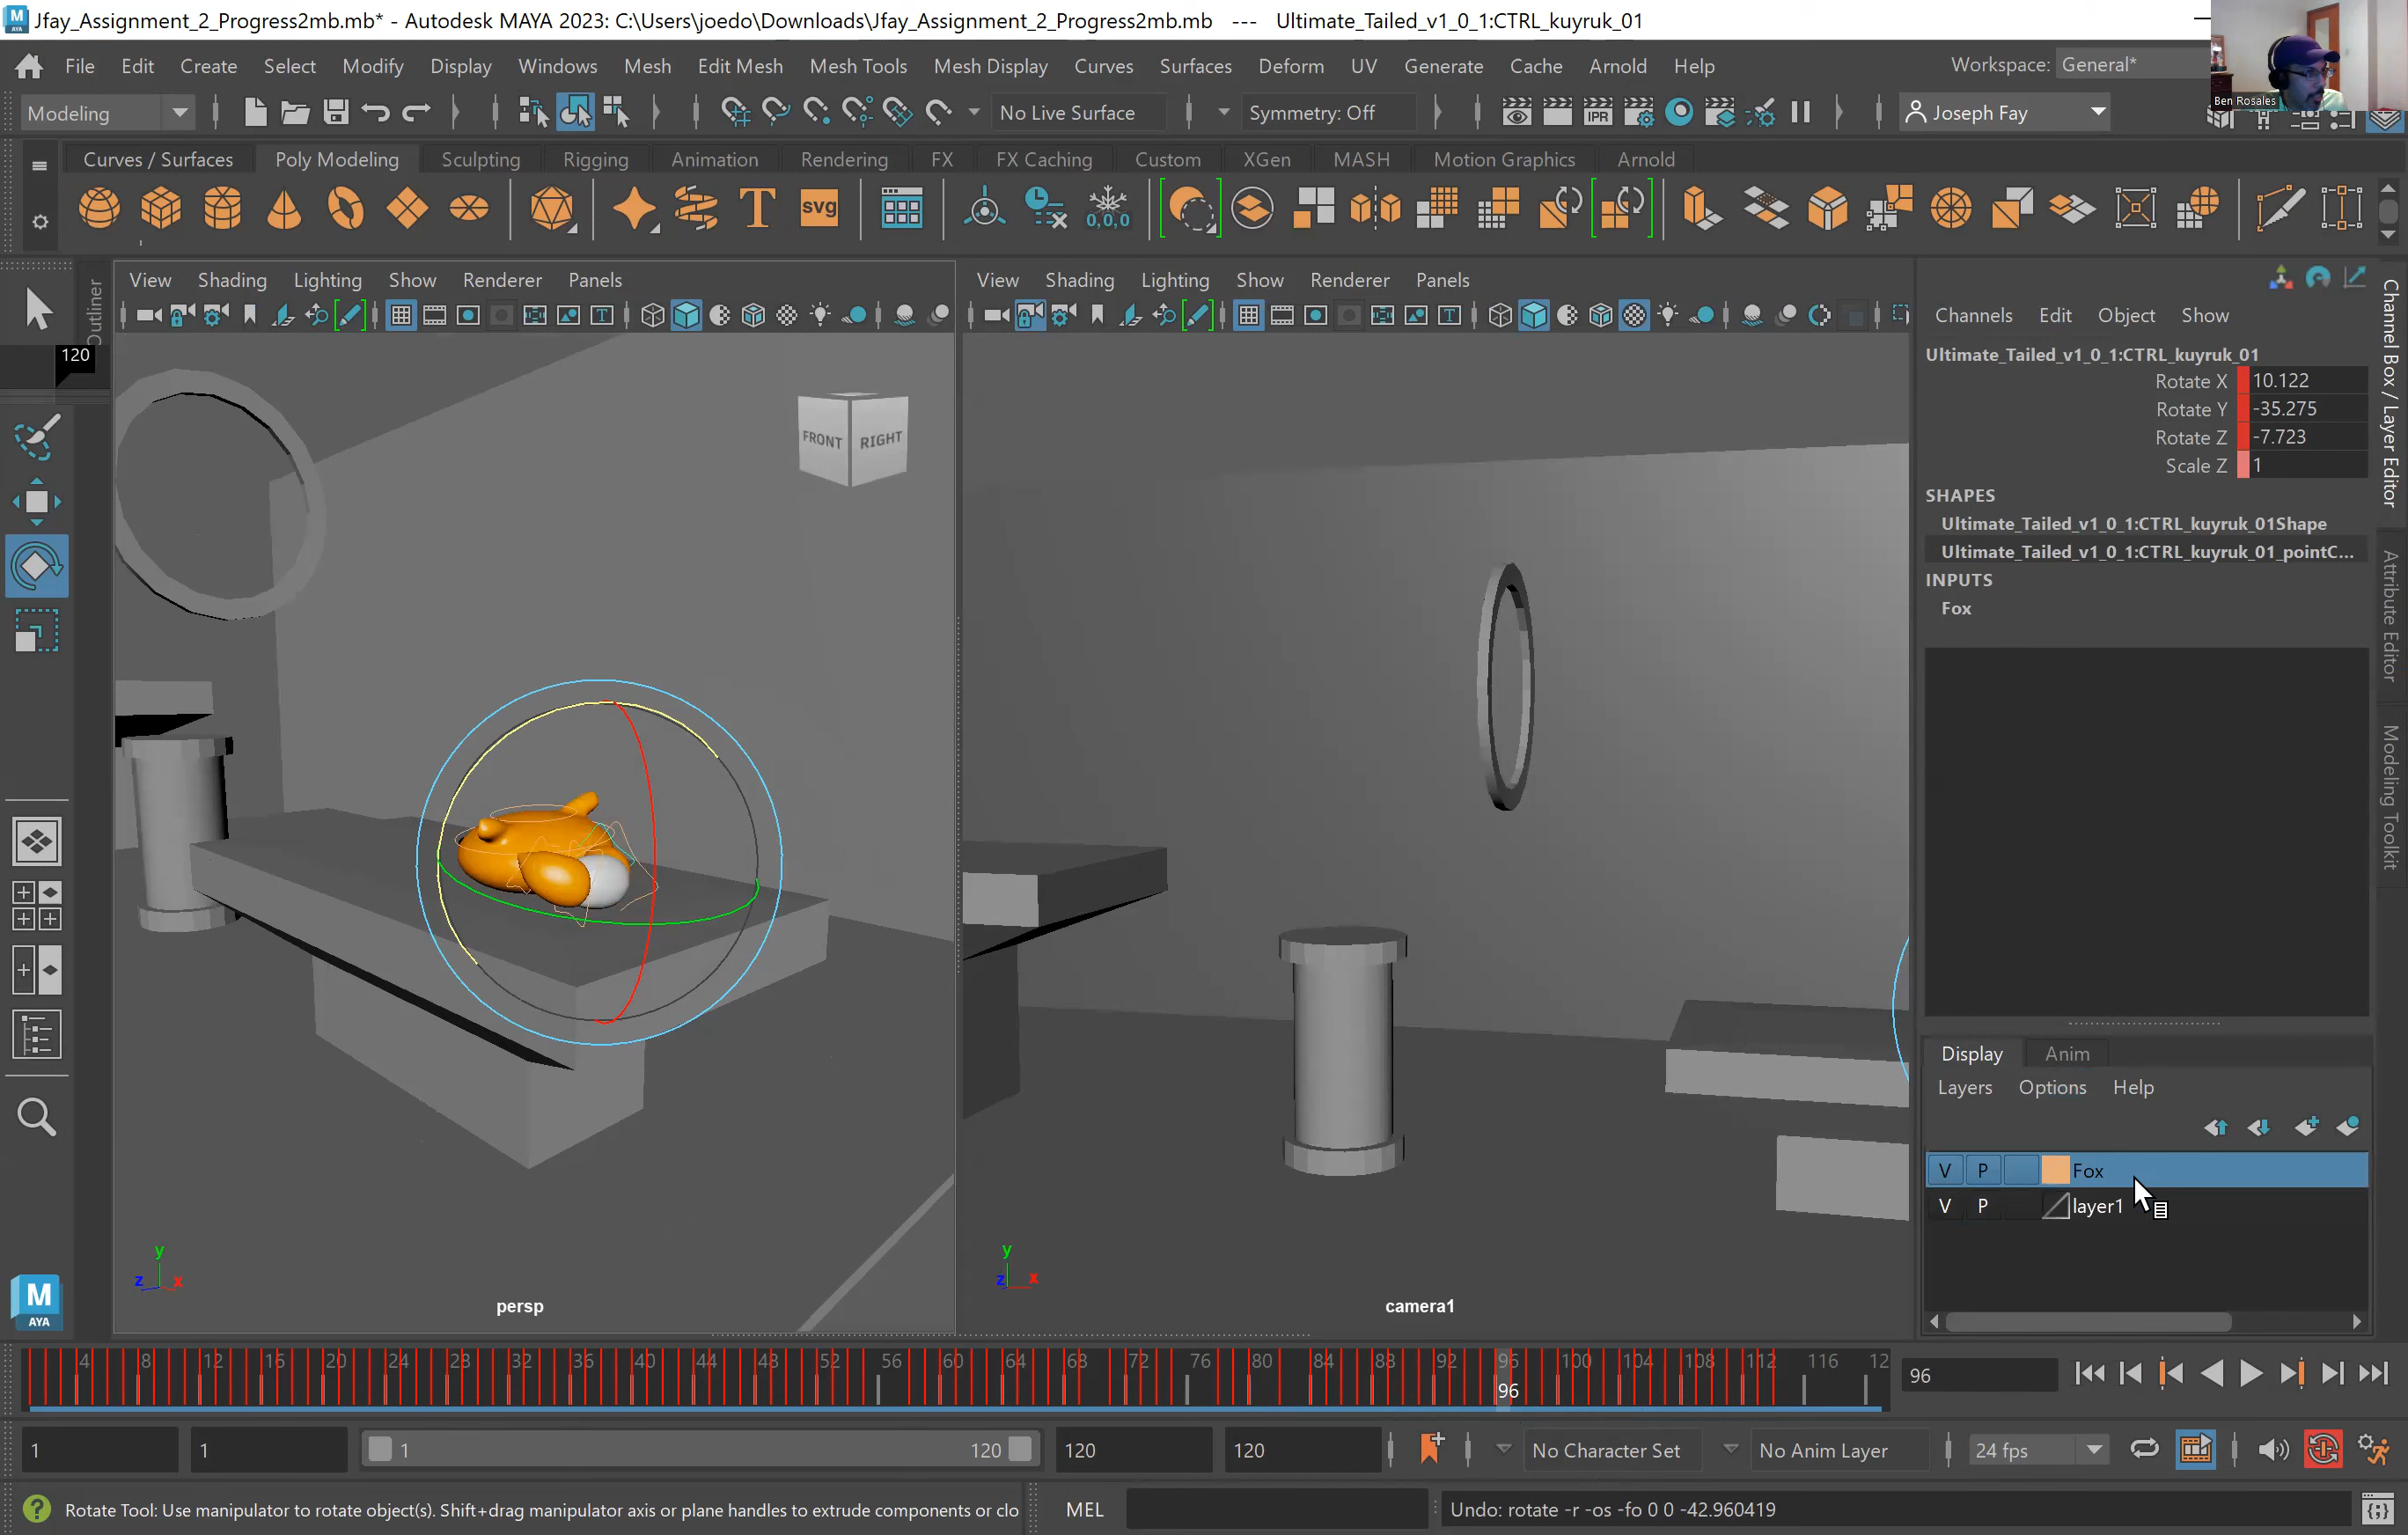 Jfay_Assignment_2_Progress2mb.mb* - Autodesk MAYA 2023: C:\Users\joedo\Downloads\Jfay_Assignment_2_Progress2mb.mb --- Ultimate_Tailed_v1_0_1:CTRL_kuyruk_01
File Edit Create Select Modify Display Windows Mesh Edit Mesh Mesh Tools Mesh Display Curves Surfaces Deform UV Generate Cache Arnold Help
Workspace: General*
Ben Rosales
Modeling
No Live Surface
Symmetry: Off
IPR
Joseph Fay
Curves / Surfaces Poly Modeling Sculpting Rigging Animation Rendering FX FX Caching Custom XGen MASH Motion Graphics Arnold
T
svg
0,0,0
Outliner
120
View Shading Lighting Show Renderer Panels
View Shading Lighting Show Renderer Panels
FRONT RIGHT
y
z x
persp
y
z x
camera1
Channels Edit Object Show
Ultimate_Tailed_v1_0_1:CTRL_kuyruk_01
Rotate X 10.122
Rotate Y -35.275
Rotate Z -7.723
Scale Z 1
SHAPES
Ultimate_Tailed_v1_0_1:CTRL_kuyruk_01Shape
Ultimate_Tailed_v1_0_1:CTRL_kuyruk_01_pointC...
INPUTS
Fox
Channel Box / Layer Editor
Attribute Editor
Modeling Toolkit
Display Anim
Layers Options Help
V P Fox
V P layer1
M
AYA
4 8 12 16 20 24 28 32 36 40 44 48 52 56 60 64 68 72 76 80 84 88 92 96 100 104 108 112 116 12
96
96
1 1 1 120 120 120
No Character Set
No Anim Layer
24 fps
Rotate Tool: Use manipulator to rotate object(s). Shift+drag manipulator axis or plane handles to extrude components or clo
MEL
Undo: rotate -r -os -fo 0 0 -42.960419